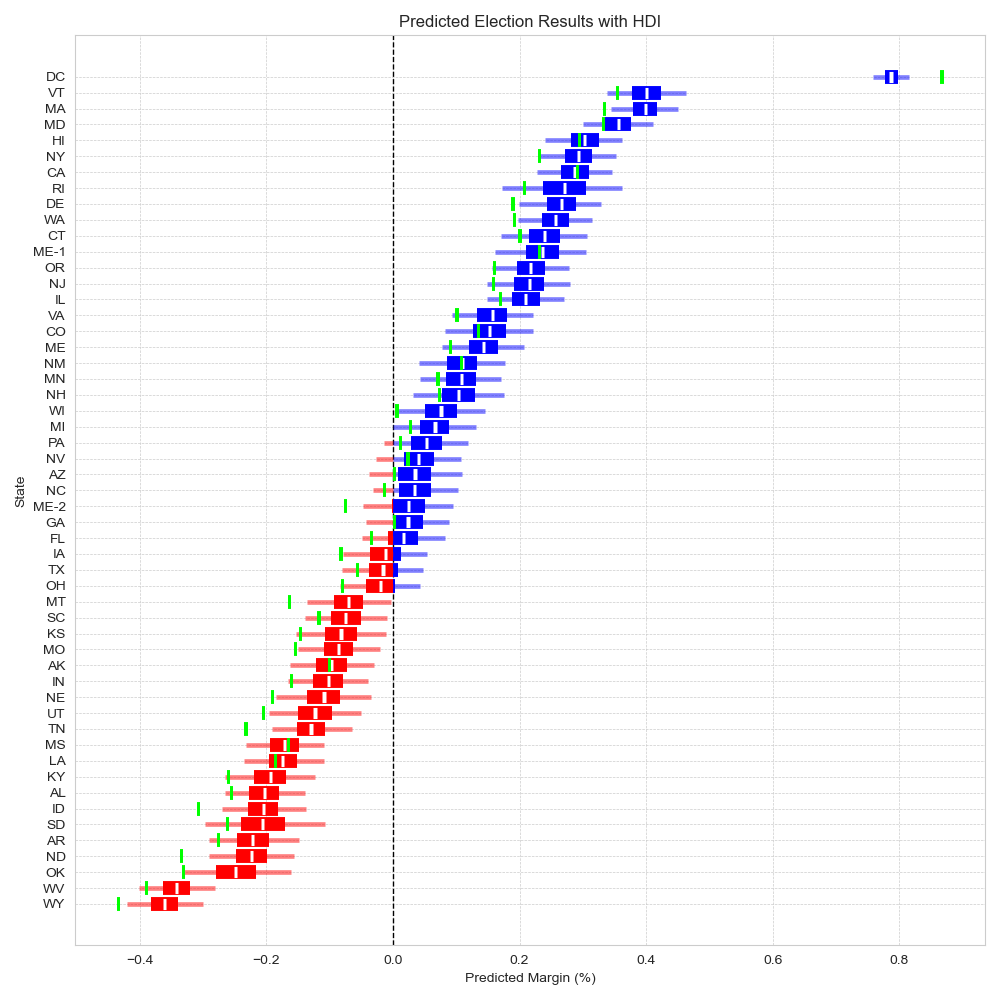 Predicted Election Results with HDI
DC
VT
MA
MD
HI
NY
CA
RI
DE
WA
CT
ME-1
OR
NJ
IL
VA
CO
ME
NM
MN
NH
WI
MI
PA
NV
AZ
NC
ME-2
GA
FL
IA
TX
OH
MT
SC
KS
MO
AK
IN
NE
UT
TN
MS
LA
KY
AL
ID
SD
AR
ND
OK
WV
WY
State
−0.4
−0.2
0.0
0.2
0.4
0.6
0.8
Predicted Margin (%)